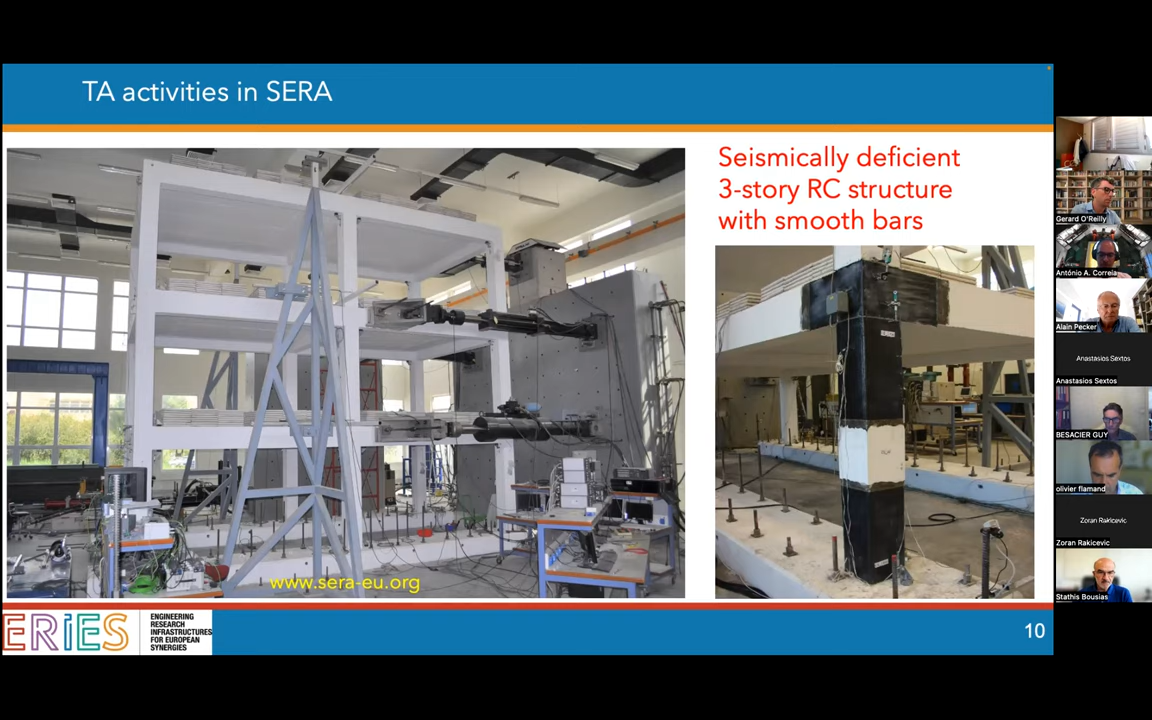 TA activities in SERA
Seismically deficient
3-story RC structure
with smooth bars
www.sera-eu.org
ERIES
ENGINEERING
RESEARCH
INFRASTRUCTURES
FOR EUROPEAN
SYNERGIES
10
Gerard O'Reilly
António A. Correia
Alain Pecker
Anastasios Sextos
Anastasios Sextos
BESACIER GUY
olivier flamand
Zoran Rakicevic
Zoran Rakicevic
Stathis Bousias